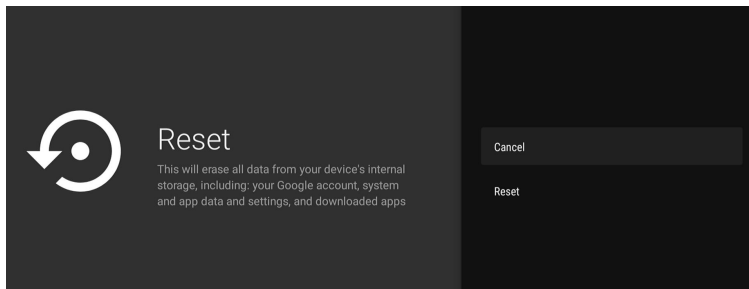 Reset
This will erase all data from your device's internal
storage, including: your Google account, system
and app data and settings, and downloaded apps
Cancel
Reset